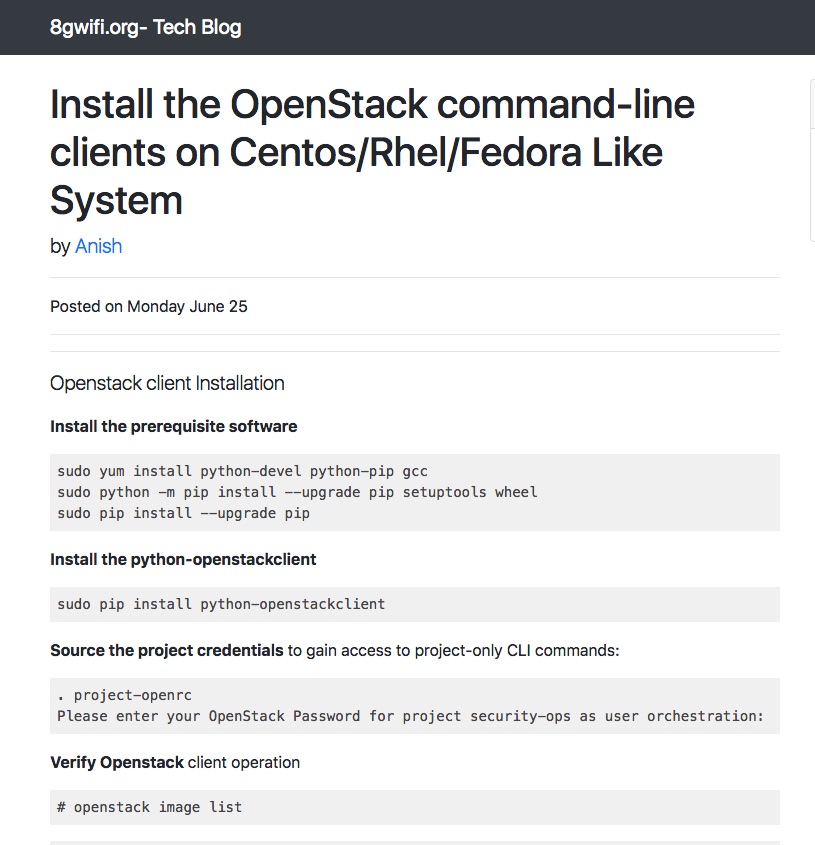 8gwifi.org- Tech Blog
Install the OpenStack command-line
clients on Centos/Rhel/Fedora Like
System
by Anish
Posted on Monday June 25
Openstack client Installation
Install the prerequisite software
sudo yum install python-devel python-pip gcc
sudo python -m pip install --upgrade pip setuptools wheel
sudo pip install --upgrade pip
Install the python-openstackclient
sudo pip install python-openstackclient
Source the project credentials to gain access to project-only CLI commands:
. project-openrc
Please enter your OpenStack Password for project security-ops as user orchestration:
Verify Openstack client operation
# openstack image list